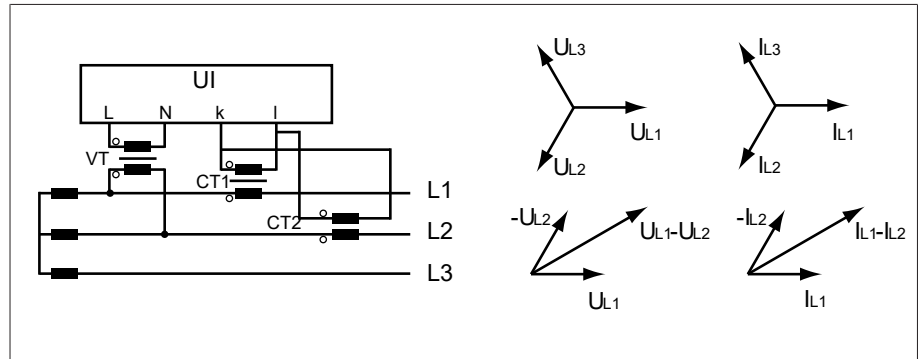 UI
L N k l
VT
CT1
CT2
L1
L2
L3
UL3
UL1
UL2
IL3
IL1
IL2
-UL2
UL1-UL2
UL1
-IL2
IL1-IL2
IL1